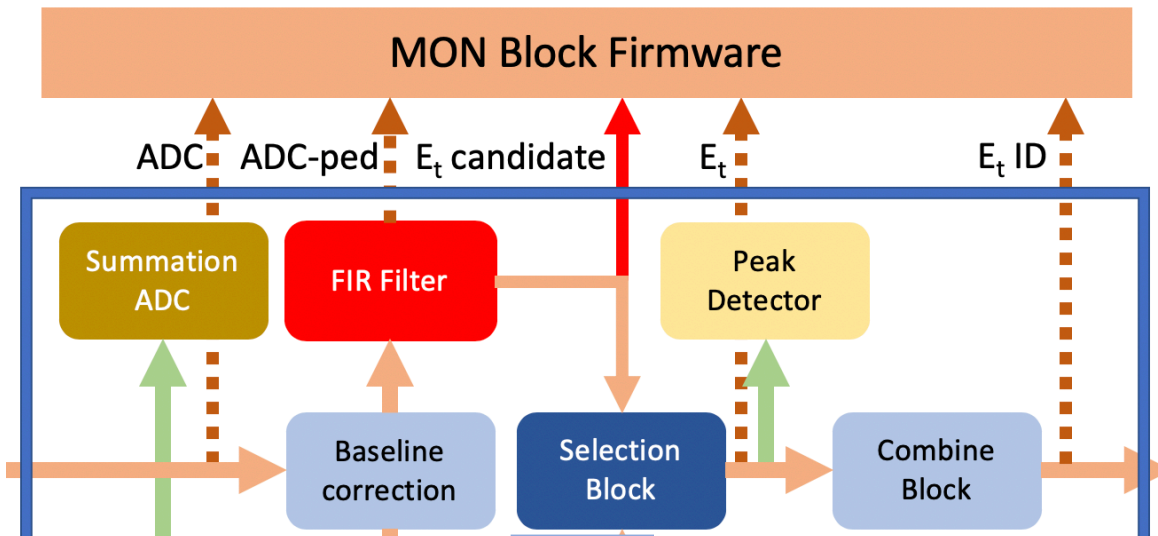 MON Block Firmware
ADC
ADC-ped
Et candidate
Et
Et ID
Summation
ADC
FIR Filter
Peak
Detector
Baseline
correction
Selection
Block
Combine
Block